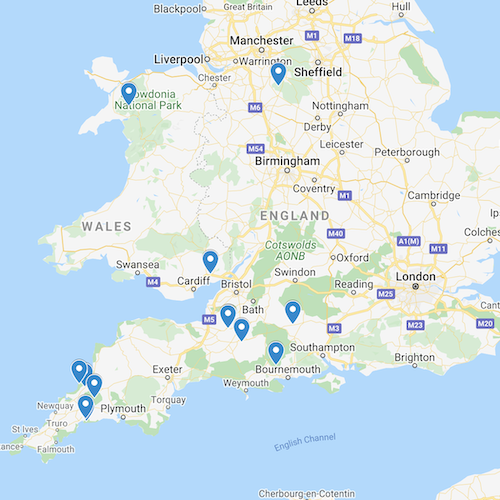 Leeds
Blackpool
Great Britain
Hull
M1
M18
Manchester
Liverpool
Warrington
Sheffield
Chester
Snowdonia
National Park
M6
Nottingham
Derby
Leicester
M54
Peterborough
Birmingham
Coventry
M1
Cambridge
WALES
ENGLAND
Ip
M40
A1(M)
Colches
M11
Cotswolds
AONB
Oxford
Swansea
M4
Cardiff
Swindon
London
Bristol
Reading
M25
Bath
M5
M3
M23
Cant
M20
Southampton
Brighton
Exeter
Bournemouth
Weymouth
Torquay
Newquay
Plymouth
St Ives
Truro
ance
Falmouth
English Channel
Cherbourg-en-Cotentin